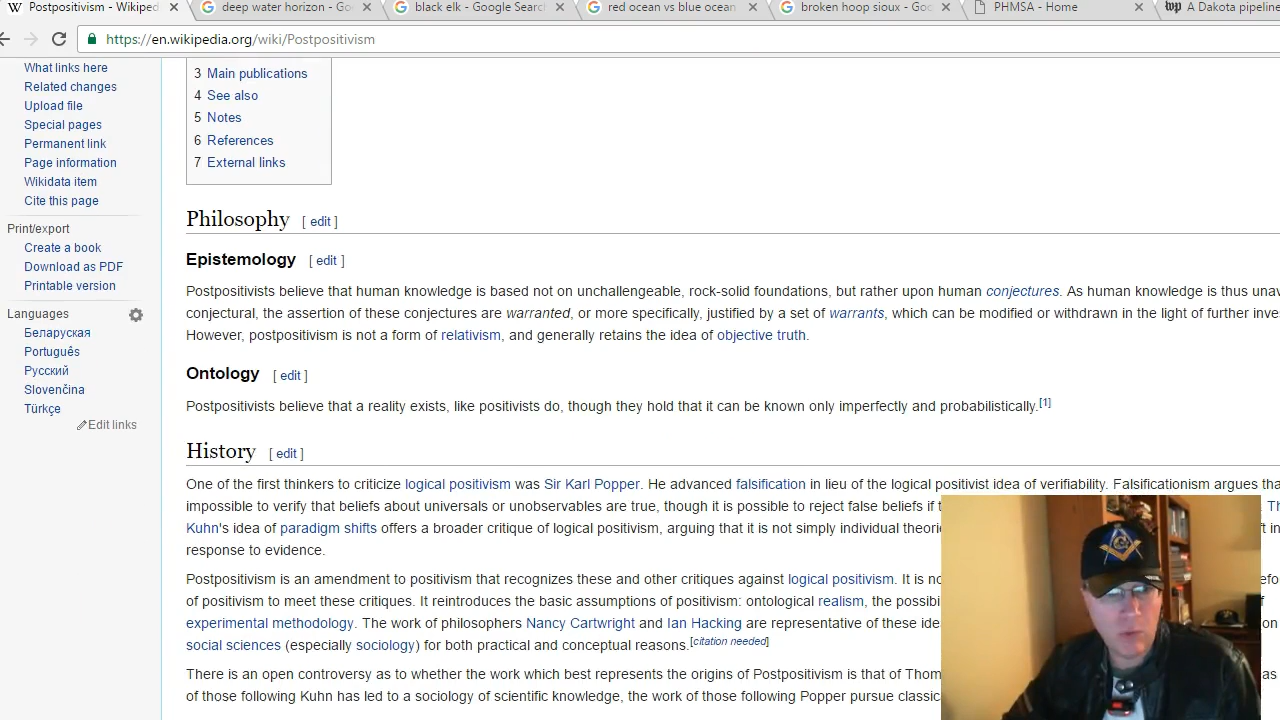 Postpositivism - Wikiped
deep water horizon - Go
black elk - Google Searc
red ocean vs blue ocean
broken hoop sioux - Goo
PHMSA - Home
A Dakota pipeline
https://en.wikipedia.org/wiki/Postpositivism
What links here
Related changes
Upload file
Special pages
Permanent link
Page information
Wikidata item
Cite this page
Print/export
Create a book
Download as PDF
Printable version
Languages
Беларуская
Português
Русский
Slovenčina
Türkçe
Edit links
3 Main publications
4 See also
5 Notes
6 References
7 External links
Philosophy [ edit ]
Epistemology [ edit ]
Postpositivists believe that human knowledge is based not on unchallengeable, rock-solid foundations, but rather upon human conjectures. As human knowledge is thus unav
conjectural, the assertion of these conjectures are warranted, or more specifically, justified by a set of warrants, which can be modified or withdrawn in the light of further inve
However, postpositivism is not a form of relativism, and generally retains the idea of objective truth.
Ontology [ edit ]
Postpositivists believe that a reality exists, like positivists do, though they hold that it can be known only imperfectly and probabilistically.[1]
History [ edit ]
One of the first thinkers to criticize logical positivism was Sir Karl Popper. He advanced falsification in lieu of the logical positivist idea of verifiability. Falsificationism argues tha
impossible to verify that beliefs about universals or unobservables are true, though it is possible to reject false beliefs if t
Kuhn's idea of paradigm shifts offers a broader critique of logical positivism, arguing that it is not simply individual theorie
response to evidence.
Postpositivism is an amendment to positivism that recognizes these and other critiques against logical positivism. It is no
of positivism to meet these critiques. It reintroduces the basic assumptions of positivism: ontological realism, the possibi
experimental methodology. The work of philosophers Nancy Cartwright and Ian Hacking are representative of these ide
social sciences (especially sociology) for both practical and conceptual reasons.[citation needed]
There is an open controversy as to whether the work which best represents the origins of Postpositivism is that of Thom
of those following Kuhn has led to a sociology of scientific knowledge, the work of those following Popper pursue classic